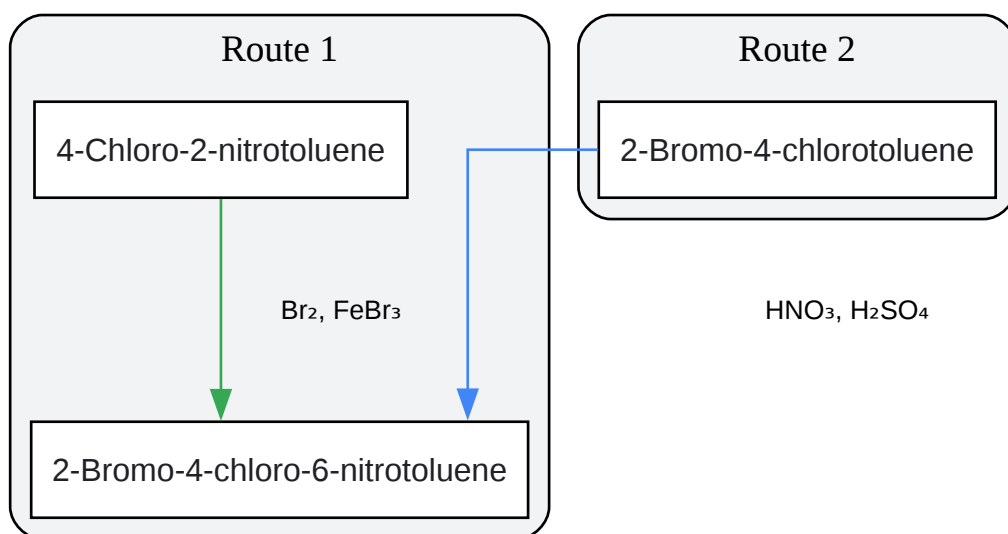 Route 1
Route 2
4-Chloro-2-nitrotoluene
2-Bromo-4-chlorotoluene
Br₂, FeBr₃
HNO₃, H₂SO₄
2-Bromo-4-chloro-6-nitrotoluene